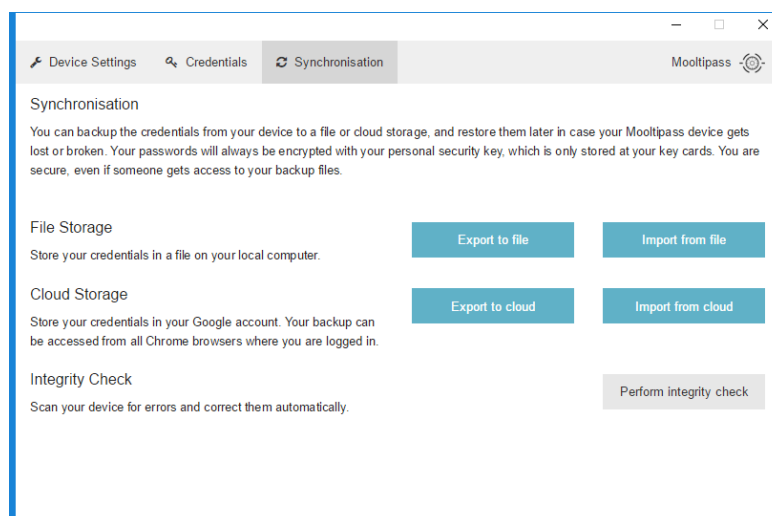 Device Settings Credentials Synchronisation Mooltipass
Synchronisation
You can backup the credentials from your device to a file or cloud storage, and restore them later in case your Mooltipass device gets
lost or broken. Your passwords will always be encrypted with your personal security key, which is only stored at your key cards. You are
secure, even if someone gets access to your backup files.
File Storage
Store your credentials in a file on your local computer.
Export to file
Import from file
Cloud Storage
Store your credentials in your Google account. Your backup can
be accessed from all Chrome browsers where you are logged in.
Export to cloud
Import from cloud
Integrity Check
Scan your device for errors and correct them automatically.
Perform integrity check